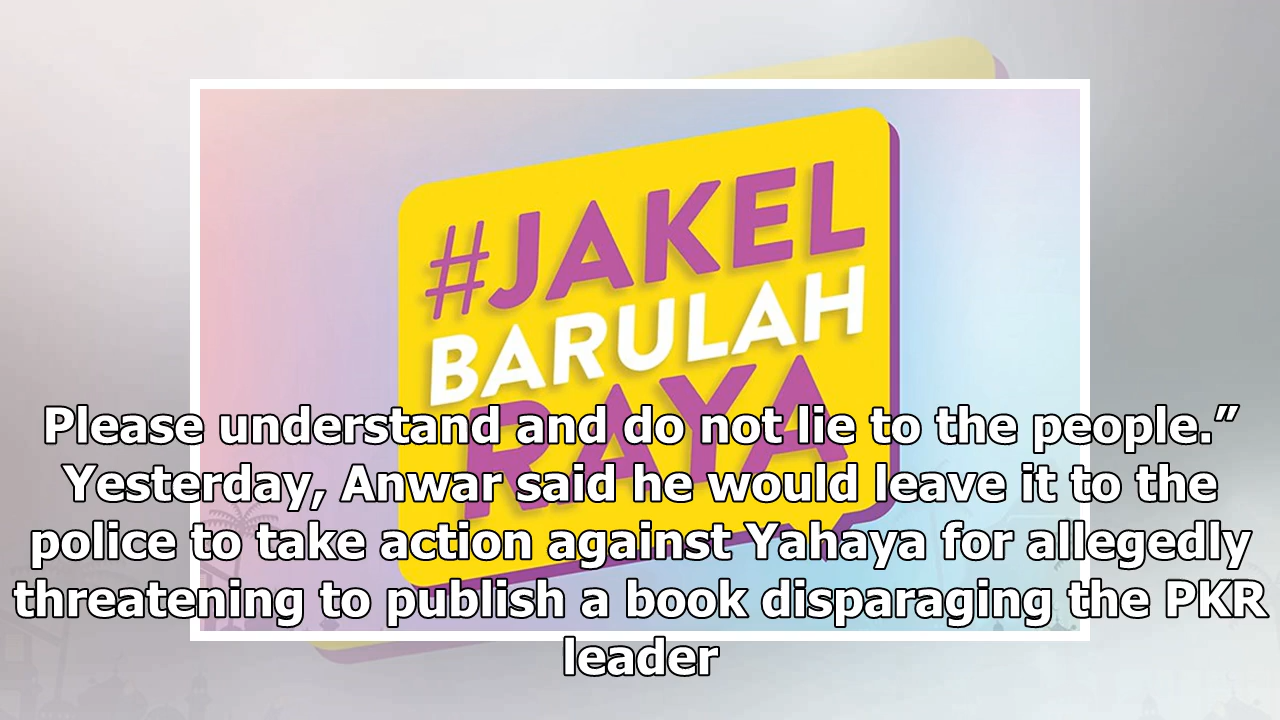 #JAKEL
BARULAH
RAYA
Please understand and do not lie to the people.”
Yesterday, Anwar said he would leave it to the
police to take action against Yahaya for allegedly
threatening to publish a book disparaging the PKR
leader